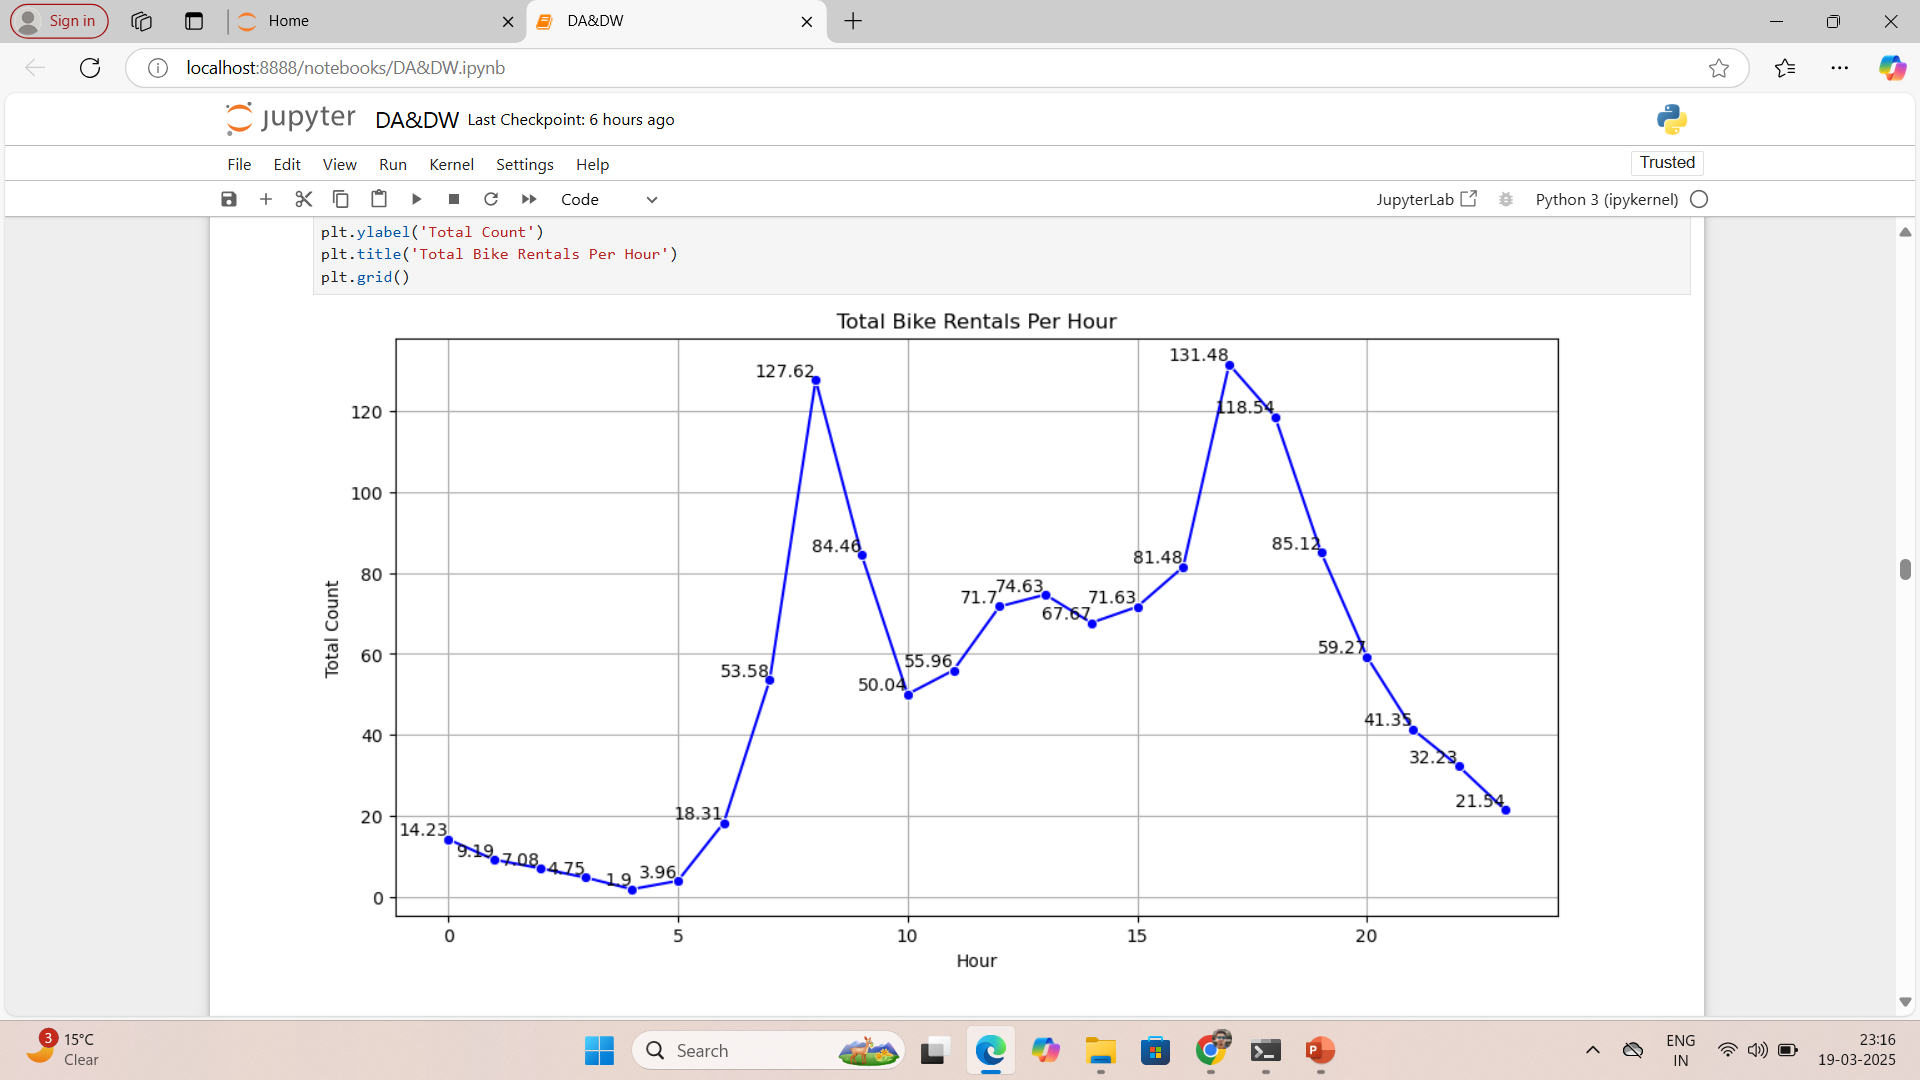 Sign in
Home
DA&DW
localhost:8888/notebooks/DA&DW.ipynb
jupyter DA&DW Last Checkpoint: 6 hours ago
File Edit View Run Kernel Settings Help
Trusted
Code
JupyterLab
Python 3 (ipykernel)
plt.ylabel('Total Count')
plt.title('Total Bike Rentals Per Hour')
plt.grid()
Total Bike Rentals Per Hour
Total Count
120
100
80
60
40
20
0
14.23
9.19
7.08
4.75
1.9
3.96
18.31
53.58
127.62
84.46
50.04
55.96
71.7
74.63
67.67
71.63
81.48
131.48
118.54
85.12
59.27
41.35
32.23
21.54
0 5 10 15 20
Hour
3
15°C
Clear
Search
P
ENG
IN
23:16
19-03-2025